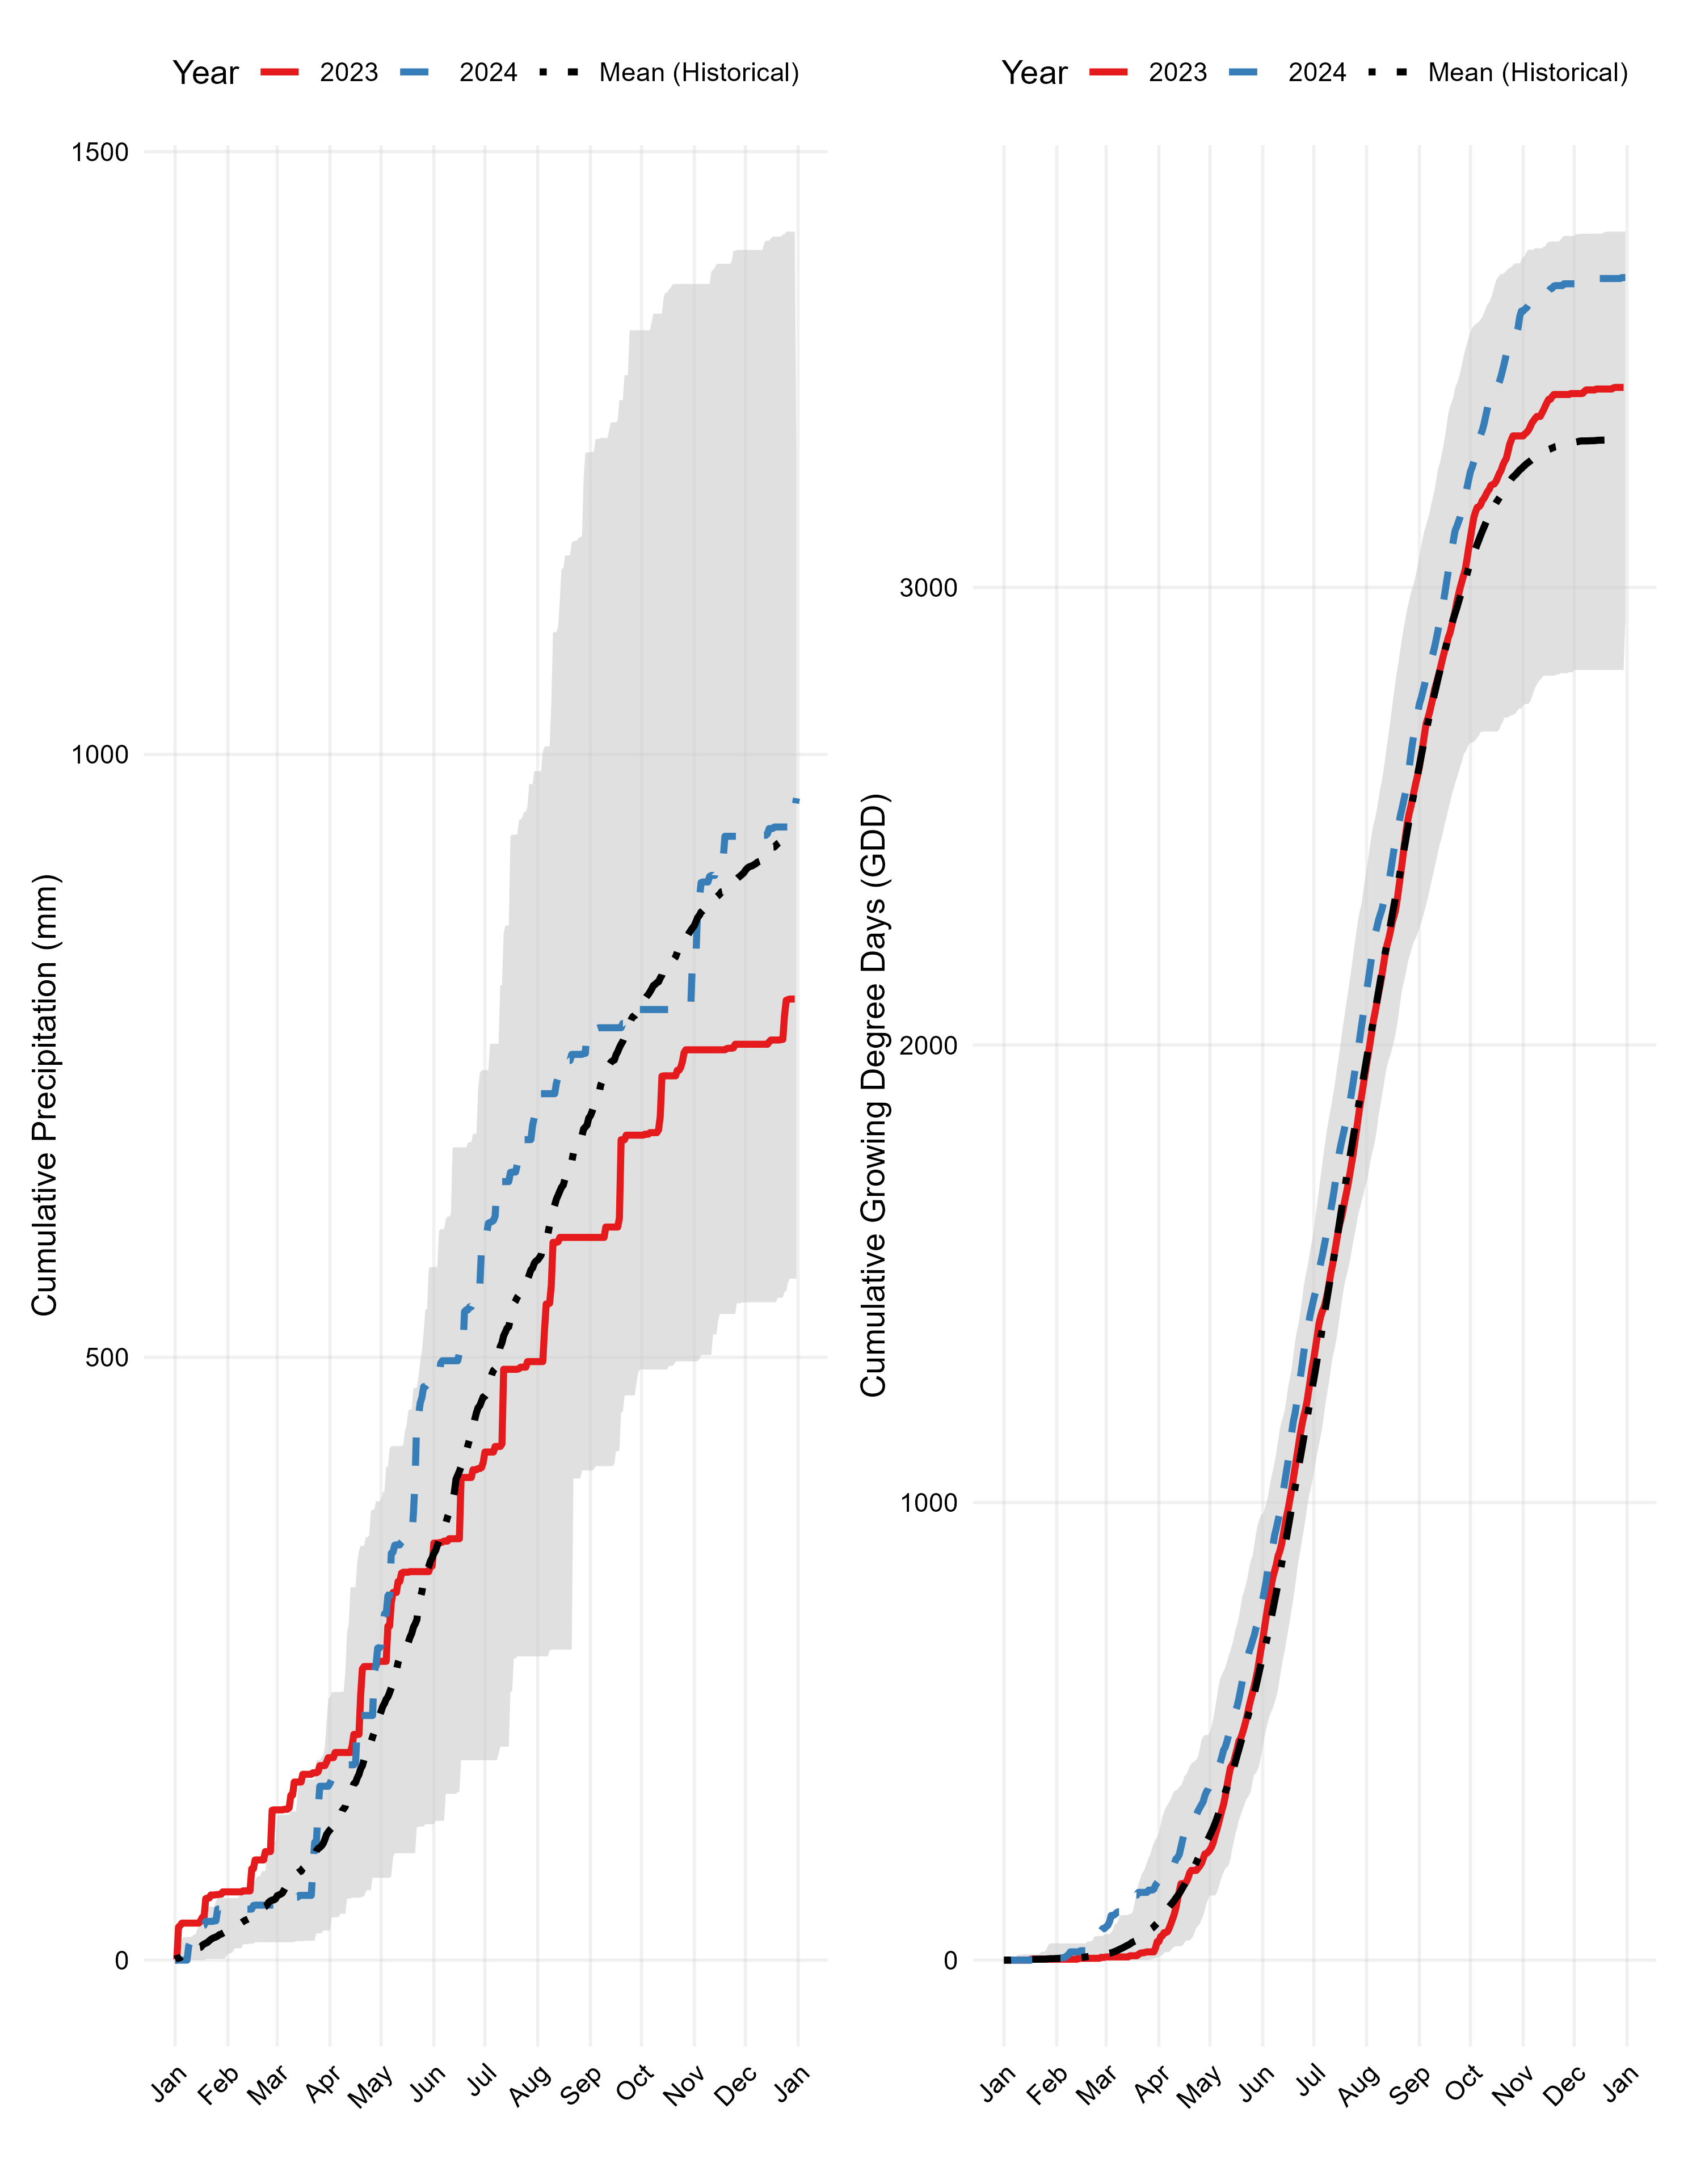 Year 2023 2024 Mean (Historical)
Cumulative Precipitation (mm)
1500
1000
500
0
Jan Feb Mar Apr May Jun Jul Aug Sep Oct Nov Dec Jan
Year 2023 2024 Mean (Historical)
Cumulative Growing Degree Days (GDD)
3000
2000
1000
0
Jan Feb Mar Apr May Jun Jul Aug Sep Oct Nov Dec Jan